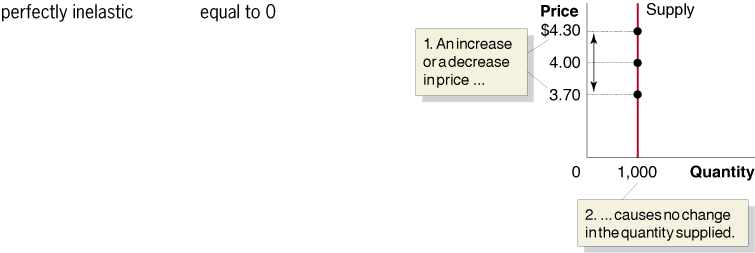 perfectly inelastic equal to 0
Price
Supply
$4.30
4.00
3.70
1. An increase
or a decrease
in price ...
0 1,000 Quantity
2. ... causes no change
in the quantity supplied.